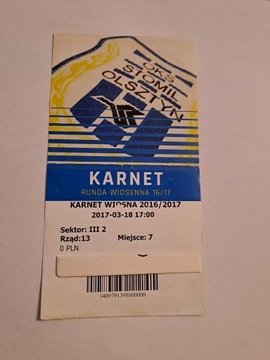 OKS
STOMIL
OLSZTYN
KARNET
RUNDA WIOSENNA 16/17
KARNET WIOSNA 2016/2017
2017-03-18 17:00
Sektor: III 2
Rząd:13 Miejsce: 7
0 PLN